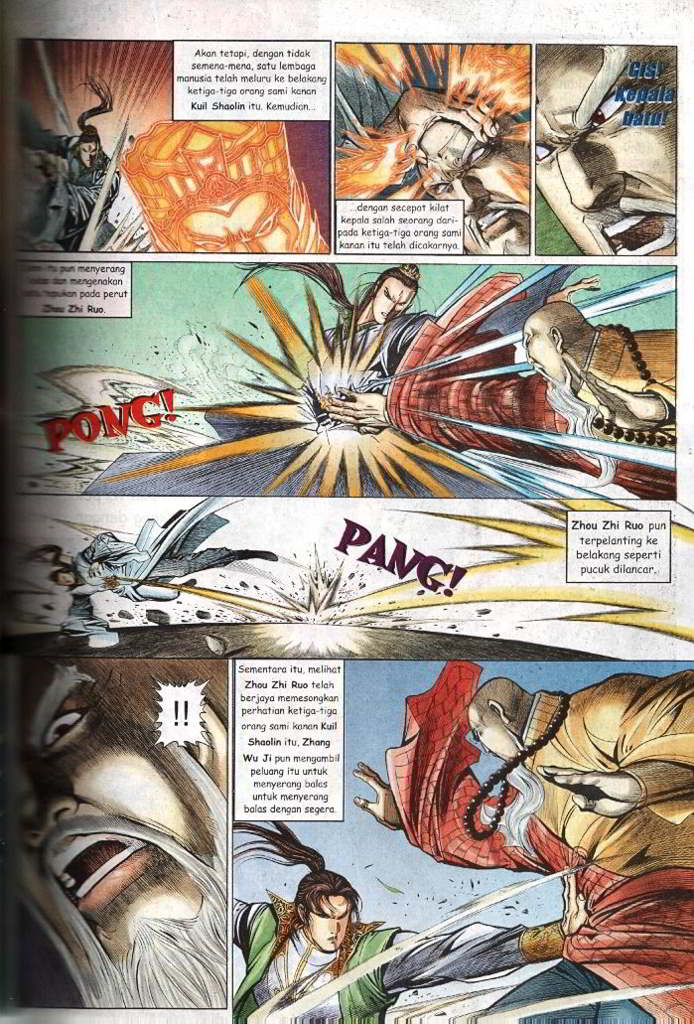 Akan tetapi, dengan tidak
semena-mena, satu lembaga
manusia telah meluru ke belakang
ketiga-tiga orang sami kanan
Kuil Shaolin itu. Kemudian...
...dengan secepat kilat
kepala salah seorang dari-
pada ketiga-tiga orang sami
kanan itu telah dicakarnya.
CIS!
Kepala
batu!
itu pun menyerang
dan mengenakan
pada perut
Zhou Zhi Ruo.
PONG!
PANG!
Zhou Zhi Ruo pun
terpelanting ke
belakang seperti
pucuk dilancar.
!!
Sementara itu, melihat
Zhou Zhi Ruo telah
berjaya memesongkan
perhatian ketiga-tiga
orang sami kanan Kuil
Shaolin itu, Zhang
Wu Ji pun mengambil
peluang itu untuk
menyerang balas
untuk menyerang
balas dengan segera.